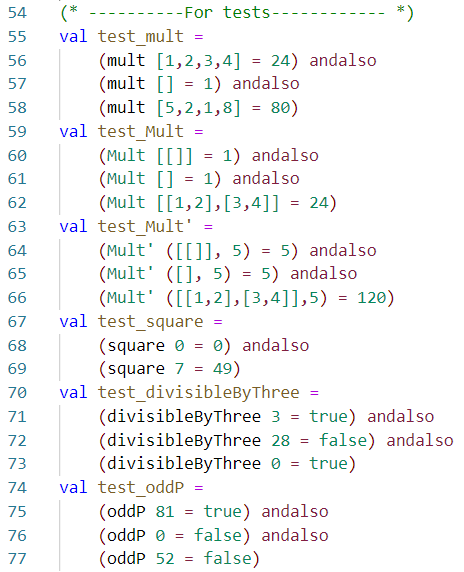 54 (* ----------For tests------------ *)
55 val test_mult =
56     (mult [1,2,3,4] = 24) andalso
57     (mult [] = 1) andalso
58     (mult [5,2,1,8] = 80)
59 val test_Mult =
60     (Mult [[]] = 1) andalso
61     (Mult [] = 1) andalso
62     (Mult [[1,2],[3,4]] = 24)
63 val test_Mult' =
64     (Mult' ([[]], 5) = 5) andalso
65     (Mult' ([], 5) = 5) andalso
66     (Mult' ([[1,2],[3,4]],5) = 120)
67 val test_square =
68     (square 0 = 0) andalso
69     (square 7 = 49)
70 val test_divisibleByThree =
71     (divisibleByThree 3 = true) andalso
72     (divisibleByThree 28 = false) andalso
73     (divisibleByThree 0 = true)
74 val test_oddP =
75     (oddP 81 = true) andalso
76     (oddP 0 = false) andalso
77     (oddP 52 = false)